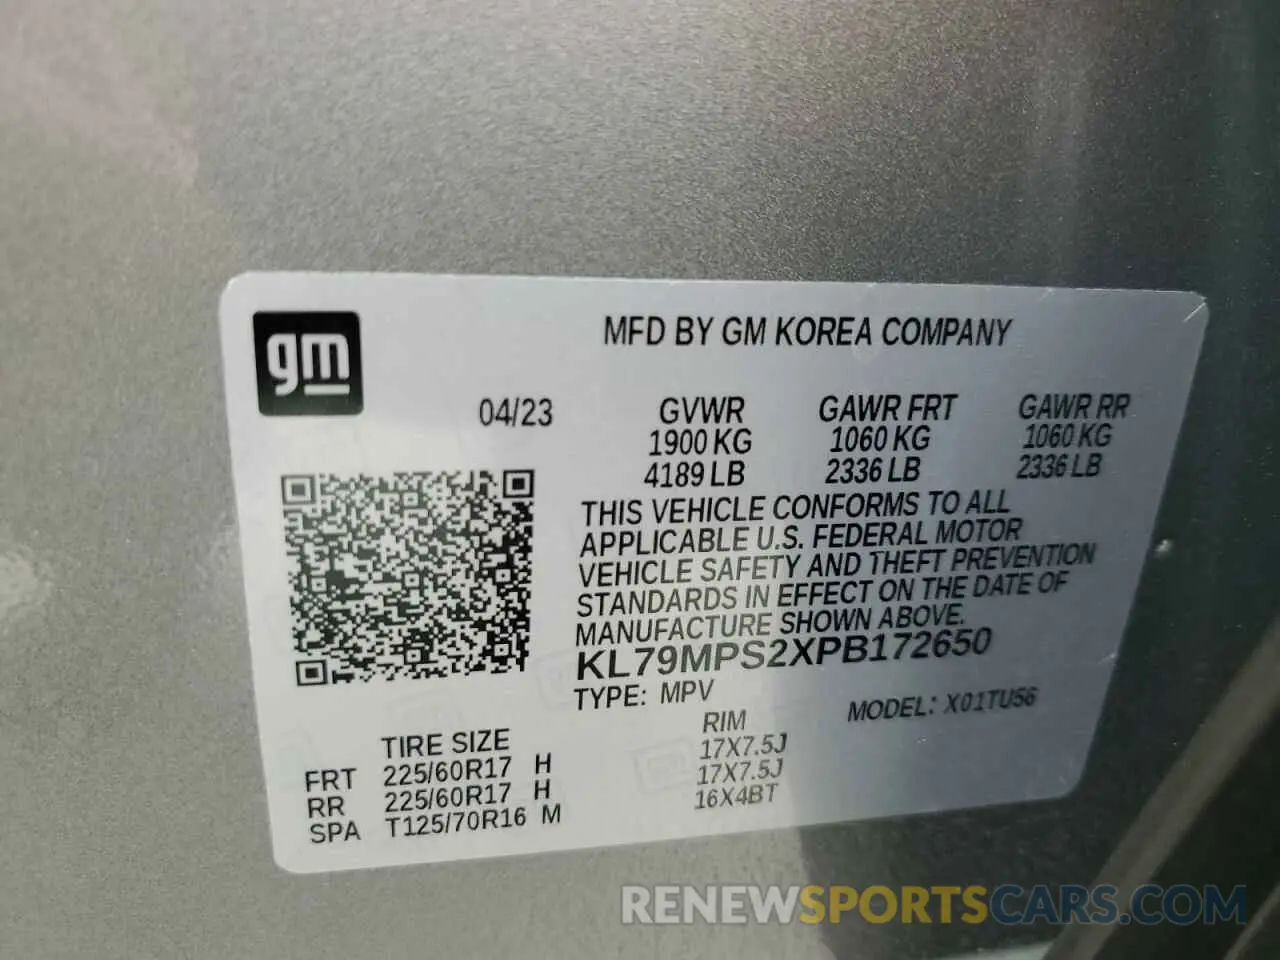 gm
MFD BY GM KOREA COMPANY
04/23 GVWR GAWR FRT GAWR RR
1900 KG 1060 KG 1060 KG
4189 LB 2336 LB 2336 LB
THIS VEHICLE CONFORMS TO ALL
APPLICABLE U.S. FEDERAL MOTOR
VEHICLE SAFETY AND THEFT PREVENTION
STANDARDS IN EFFECT ON THE DATE OF
MANUFACTURE SHOWN ABOVE.
KL79MPS2XPB172650
TYPE: MPV MODEL: X01TU56
TIRE SIZE RIM
FRT 225/60R17 H 17X7.5J
RR 225/60R17 H 17X7.5J
SPA T125/70R16 M 16X4BT
RENEWSPORTSCARS.COM